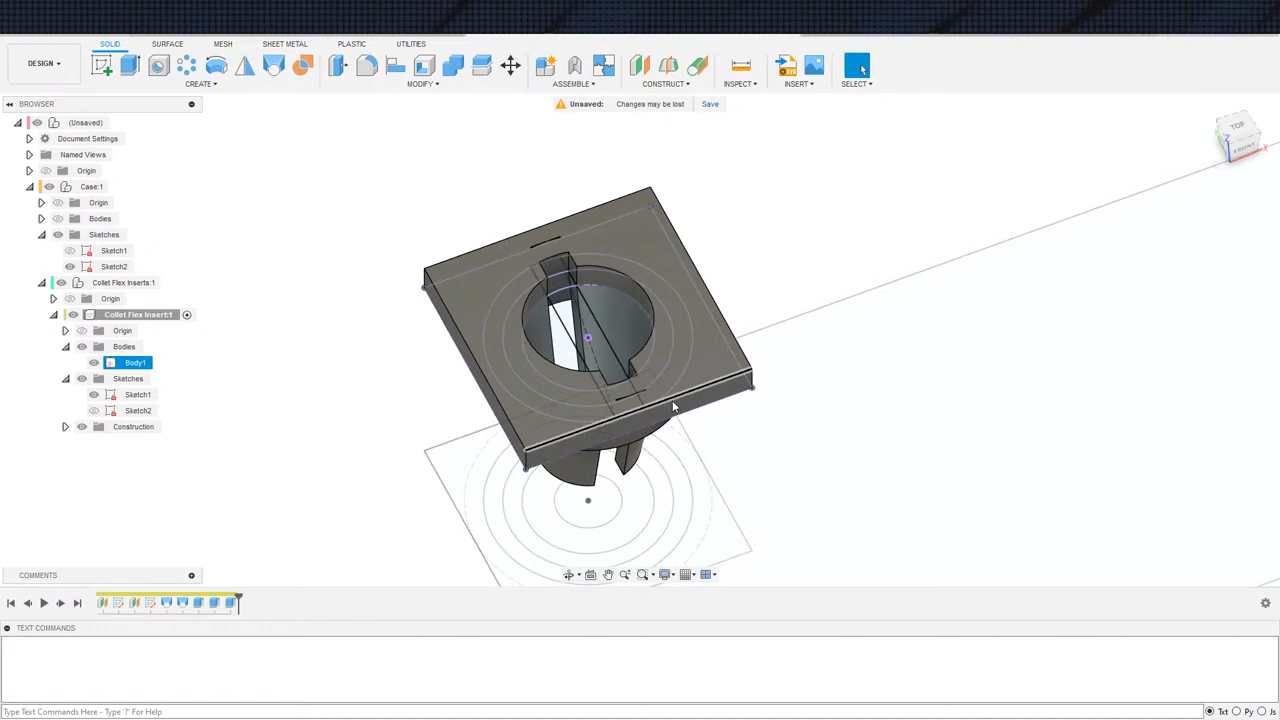 SOLID SURFACE MESH SHEET METAL PLASTIC UTILITIES
DESIGN
CREATE MODIFY ASSEMBLE CONSTRUCT INSPECT INSERT SELECT
BROWSER
Unsaved: Changes may be lost Save
(Unsaved)
Document Settings
Named Views
Origin
Case:1
Origin
Bodies
Sketches
Sketch1
Sketch2
Collet Flex Inserts:1
Origin
Collet Flex Insert:1
Origin
Bodies
Body1
Sketches
Sketch1
Sketch2
Construction
TOP
FRONT
Z
X
COMMENTS
TEXT COMMANDS
Type Text Commands Here - Type '?' For Help
Txt Py Js